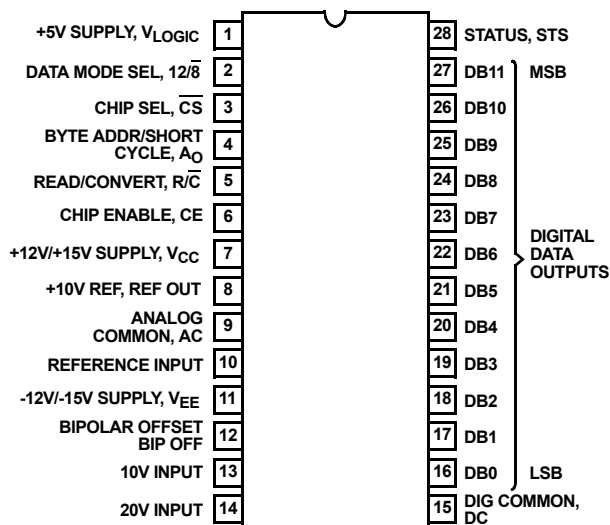 +5V SUPPLY, VLOGIC 1
DATA MODE SEL, 12/8̅ 2
CHIP SEL, C̅S̅ 3
BYTE ADDR/SHORT
CYCLE, AO 4
READ/CONVERT, R/C̅ 5
CHIP ENABLE, CE 6
+12V/+15V SUPPLY, VCC 7
+10V REF, REF OUT 8
ANALOG
COMMON, AC 9
REFERENCE INPUT 10
-12V/-15V SUPPLY, VEE 11
BIPOLAR OFFSET
BIP OFF 12
10V INPUT 13
20V INPUT 14
28 STATUS, STS
27 DB11 MSB
26 DB10
25 DB9
24 DB8
23 DB7
22 DB6
21 DB5
20 DB4
19 DB3
18 DB2
17 DB1
16 DB0 LSB
15 DIG COMMON,
DC
DIGITAL
DATA
OUTPUTS